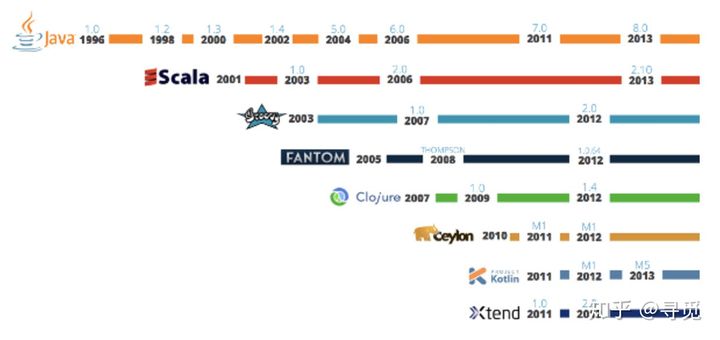 1.0 1.2 1.3 1.4 5.0 6.0 7.0 8.0
Java 1996 1998 2000 2002 2004 2006 2011 2013
1.0 2.0 2.10
Scala 2001 2003 2006 2013
1.0 2.0
Groovy 2003 2007 2012
THOMPSON 1.0.64
FANTOM 2005 2008 2012
1.0 1.4
Clojure 2007 2009 2012
M1 M1
Ceylon 2010 2011 2012
PROJECT M1 M5
Kotlin 2011 2012 2013
1.0
Xtend 2011
知乎 @寻觅